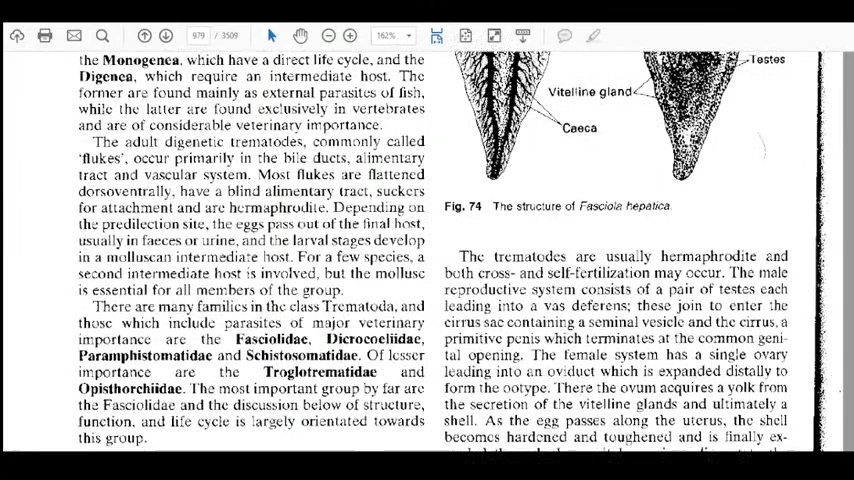 979 / 3509
162%
the Monogenea, which have a direct life cycle, and the
Digenea, which require an intermediate host. The
former are found mainly as external parasites of fish,
while the latter are found exclusively in vertebrates
and are of considerable veterinary importance.
The adult digenetic trematodes, commonly called
'flukes', occur primarily in the bile ducts, alimentary
tract and vascular system. Most flukes are flattened
dorsoventrally, have a blind alimentary tract, suckers
for attachment and are hermaphrodite. Depending on
the predilection site, the eggs pass out of the final host,
usually in faeces or urine, and the larval stages develop
in a molluscan intermediate host. For a few species, a
second intermediate host is involved, but the mollusc
is essential for all members of the group.
There are many families in the class Trematoda, and
those which include parasites of major veterinary
importance are the Fasciolidae, Dicrocoeliidae,
Paramphistomatidae and Schistosomatidae. Of lesser
importance are the Troglotrematidae and
Opisthorchiidae. The most important group by far are
the Fasciolidae and the discussion below of structure,
function, and life cycle is largely orientated towards
this group.
Testes
Vitelline gland
Caeca
Fig. 74 The structure of Fasciola hepatica.
The trematodes are usually hermaphrodite and
both cross- and self-fertilization may occur. The male
reproductive system consists of a pair of testes each
leading into a vas deferens; these join to enter the
cirrus sac containing a seminal vesicle and the cirrus, a
primitive penis which terminates at the common geni-
tal opening. The female system has a single ovary
leading into an oviduct which is expanded distally to
form the ootype. There the ovum acquires a yolk from
the secretion of the vitelline glands and ultimately a
shell. As the egg passes along the uterus, the shell
becomes hardened and toughened and is finally ex-